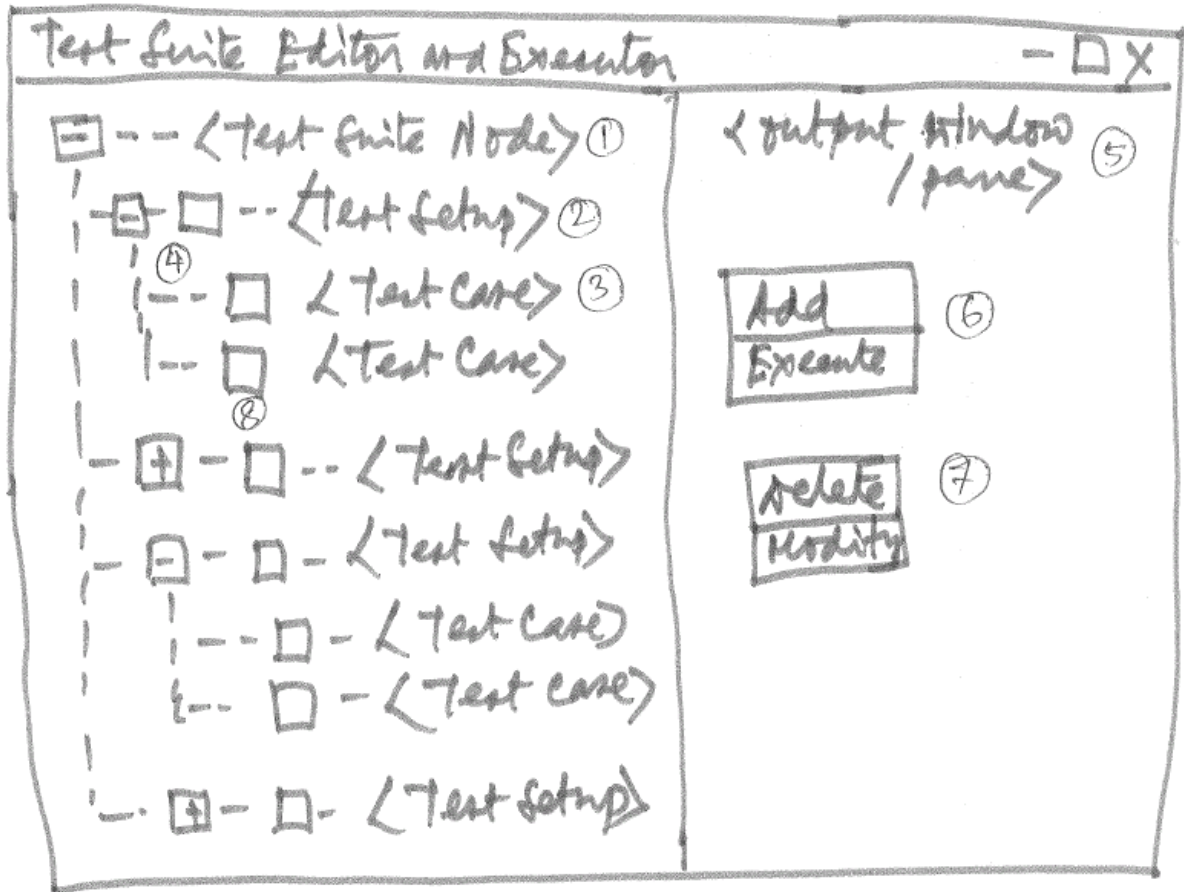 Test Suite Editor and Executor - □ X
[-] --- <Test Suite Node> ①
[-] - □ -- <Test Setup> ②
④
--- □ <Test Case> ③
--- □ <Test Case>
⑧
- [+] - □ -- <Test Setup>
- [-] - □ - <Test Setup>
--- □ - <Test Case>
--- □ - <Test Case>
--- [+] - □ - <Test Setup>
<output window
/pane> ⑤
Add ⑥
Execute
Delete ⑦
Modify